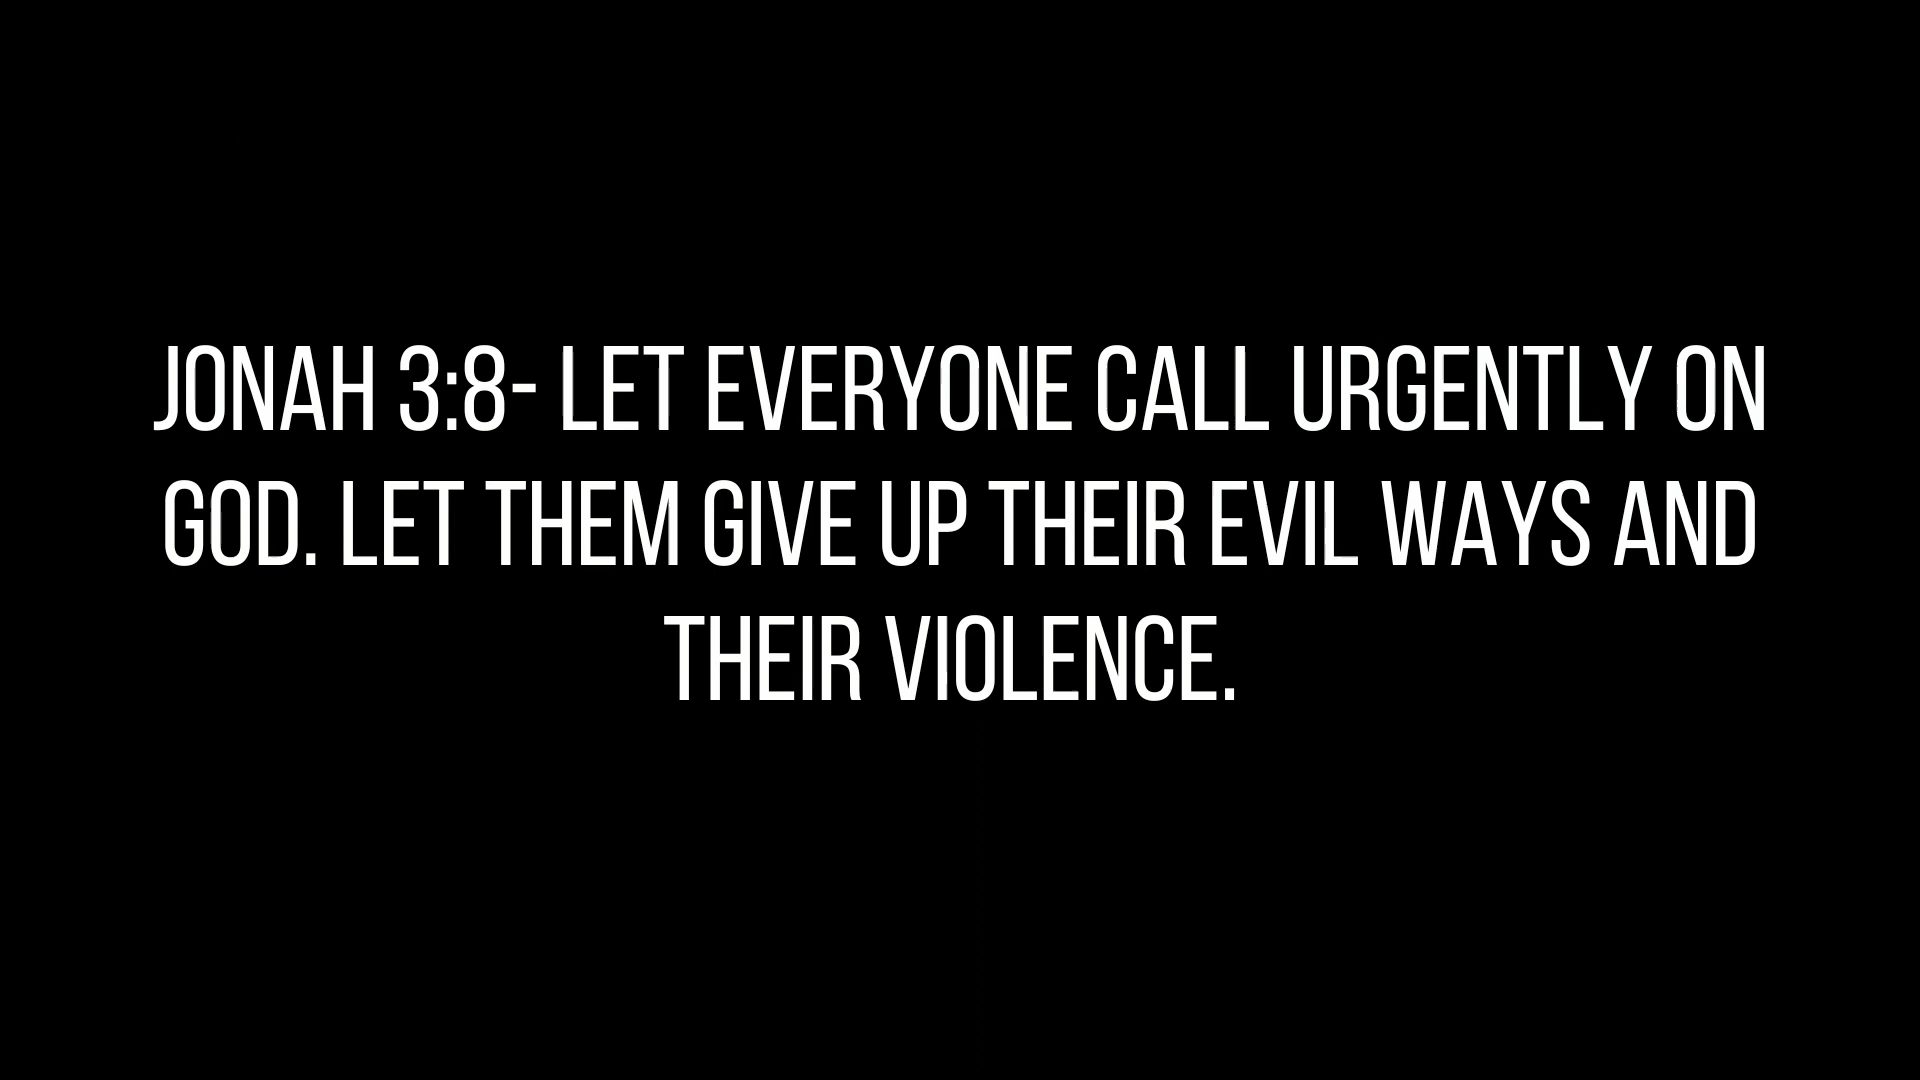 JONAH 3:8- LET EVERYONE CALL URGENTLY ON
GOD. LET THEM GIVE UP THEIR EVIL WAYS AND
THEIR VIOLENCE.